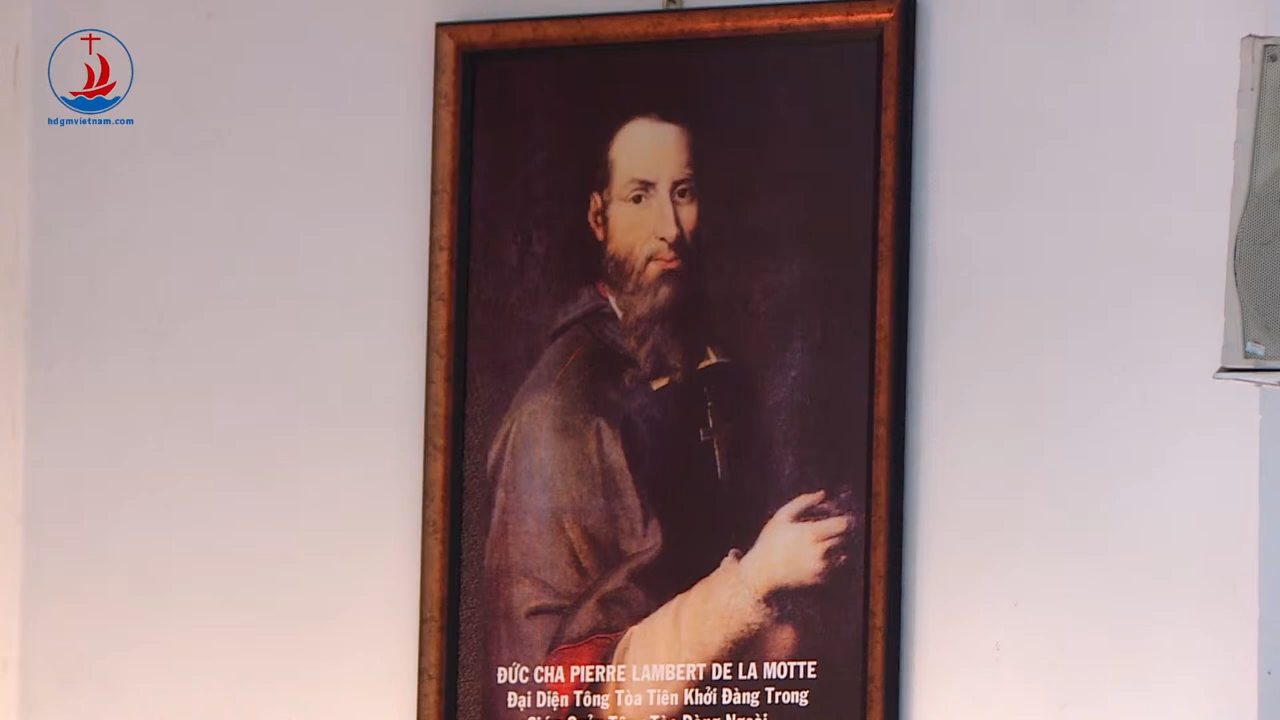 hdgmvietnam.com
ĐỨC CHA PIERRE LAMBERT DE LA MOTTE
Đại Diện Tông Tòa Tiên Khởi Đàng Trong